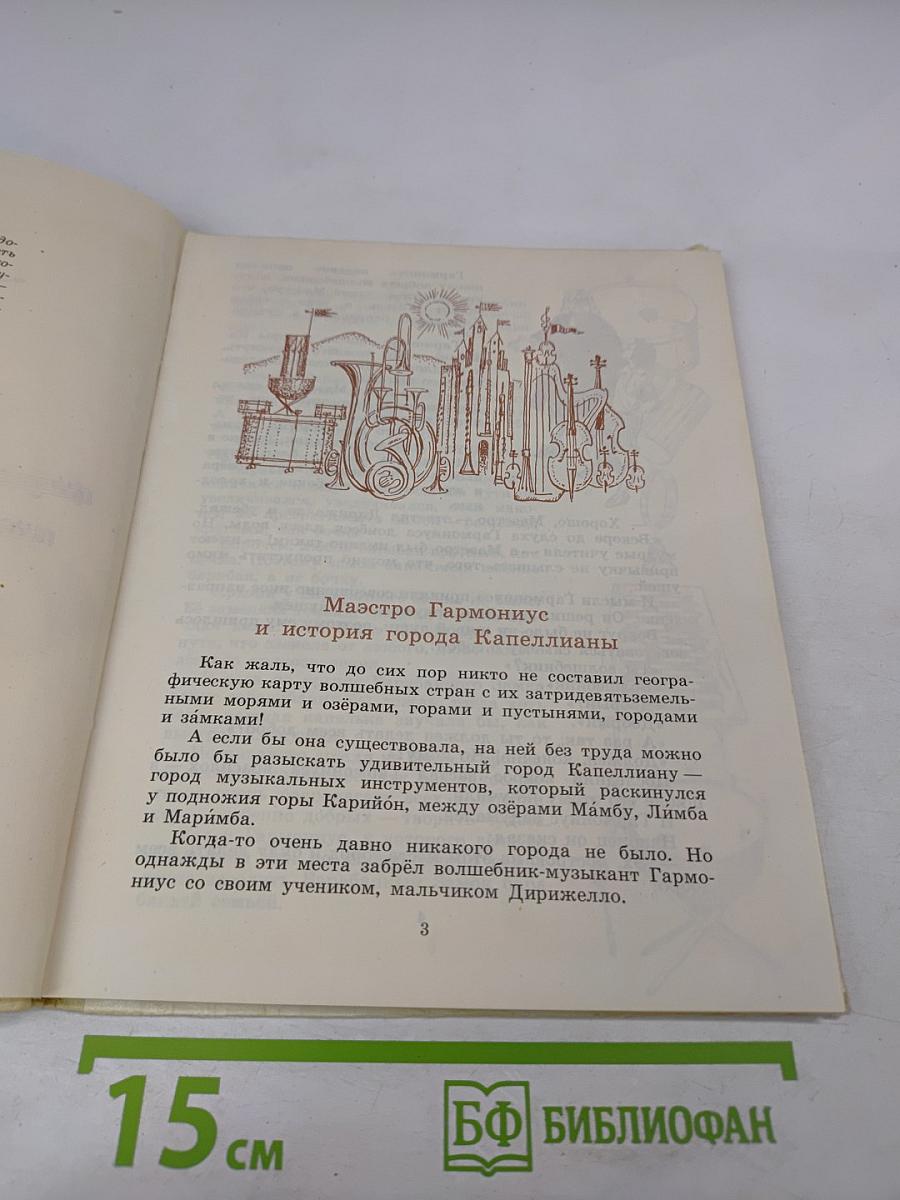 до-
Маэстро Гармониус
и история города Капеллианы
Как жаль, что до сих пор никто не составил геогра-
фическую карту волшебных стран с их затридевятьземель-
ными морями и озёрами, горами и пустынями, городами
и за́мками!
А если бы она существовала, на ней без труда можно
было бы разыскать удивительный город Капеллиану —
город музыкальных инструментов, который раскинулся
у подножия горы Карийо́н, между озёрами Ма́мбу, Ли́мба
и Мари́мба.
Когда-то очень давно никакого города не было. Но
однажды в эти места забрёл волшебник-музыкант Гармо-
ниус со своим учеником, мальчиком Дирижелло.
3
15 см
БФ БИБЛИОФАН